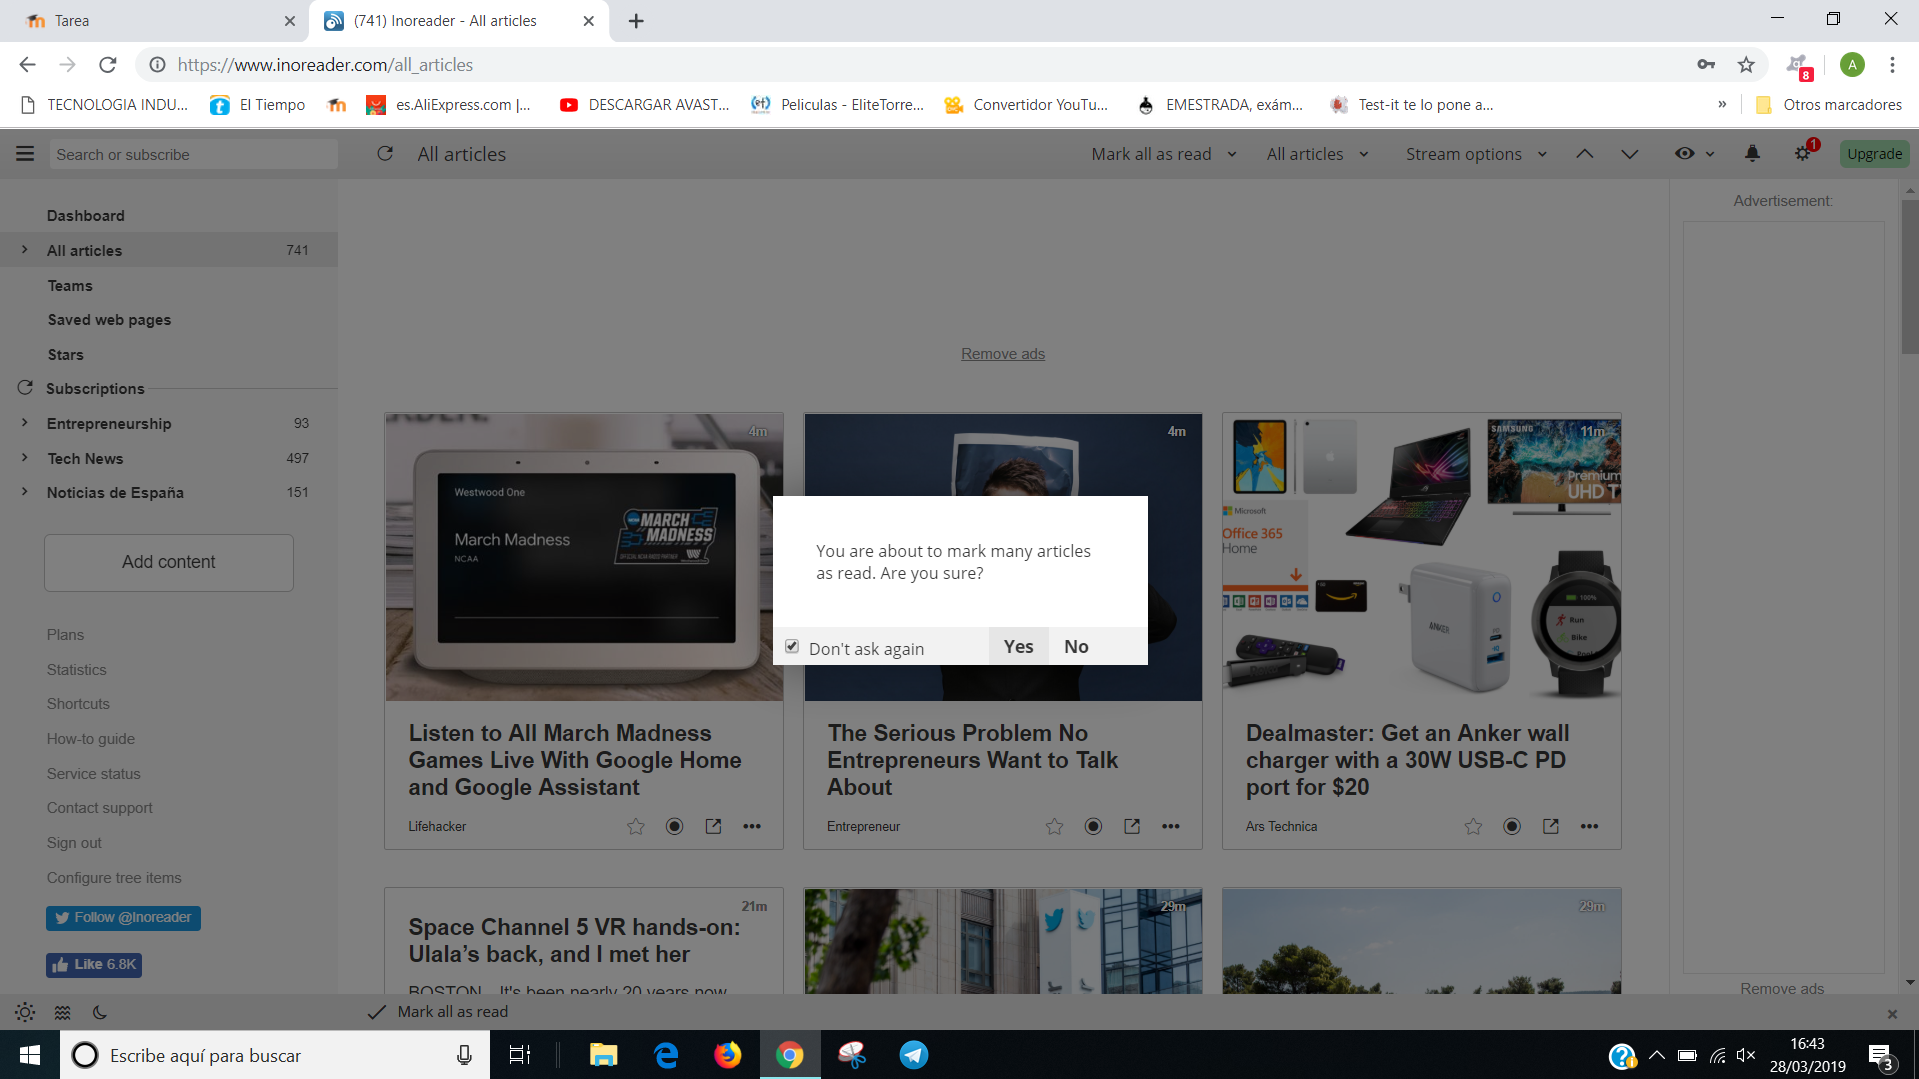 Tarea
(741) Inoreader - All articles
https://www.inoreader.com/all_articles
8
A
TECNOLOGIA INDU...
El Tiempo
es.AliExpress.com |...
DESCARGAR AVAST...
Peliculas - EliteTorre...
Convertidor YouTu...
EMESTRADA, exám...
Test-it te lo pone a...
»
Otros marcadores
Search or subscribe
All articles
Mark all as read
All articles
Stream options
1
Upgrade
Dashboard
All articles 741
Teams
Saved web pages
Stars
Subscriptions
Entrepreneurship 93
Tech News 497
Noticias de España 151
Add content
Plans
Statistics
Shortcuts
How-to guide
Service status
Contact support
Sign out
Configure tree items
Follow @Inoreader
Like 6.8K
Remove ads
Advertisement:
4m
Westwood One
March Madness
NCAA
MARCH
MADNESS
Listen to All March Madness
Games Live With Google Home
and Google Assistant
Lifehacker
4m
The Serious Problem No
Entrepreneurs Want to Talk
About
Entrepreneur
You are about to mark many articles
as read. Are you sure?
Don't ask again
Yes
No
11m
SAMSUNG
Premium
UHD T
Microsoft
Office 365
Home
ANKER
100%
Run
Bike
Dealmaster: Get an Anker wall
charger with a 30W USB-C PD
port for $20
Ars Technica
21m
Space Channel 5 VR hands-on:
Ulala’s back, and I met her
BOSTON—It's been nearly 20 years now
29m
29m
Remove ads
Mark all as read
Escribe aquí para buscar
16:43
28/03/2019
3